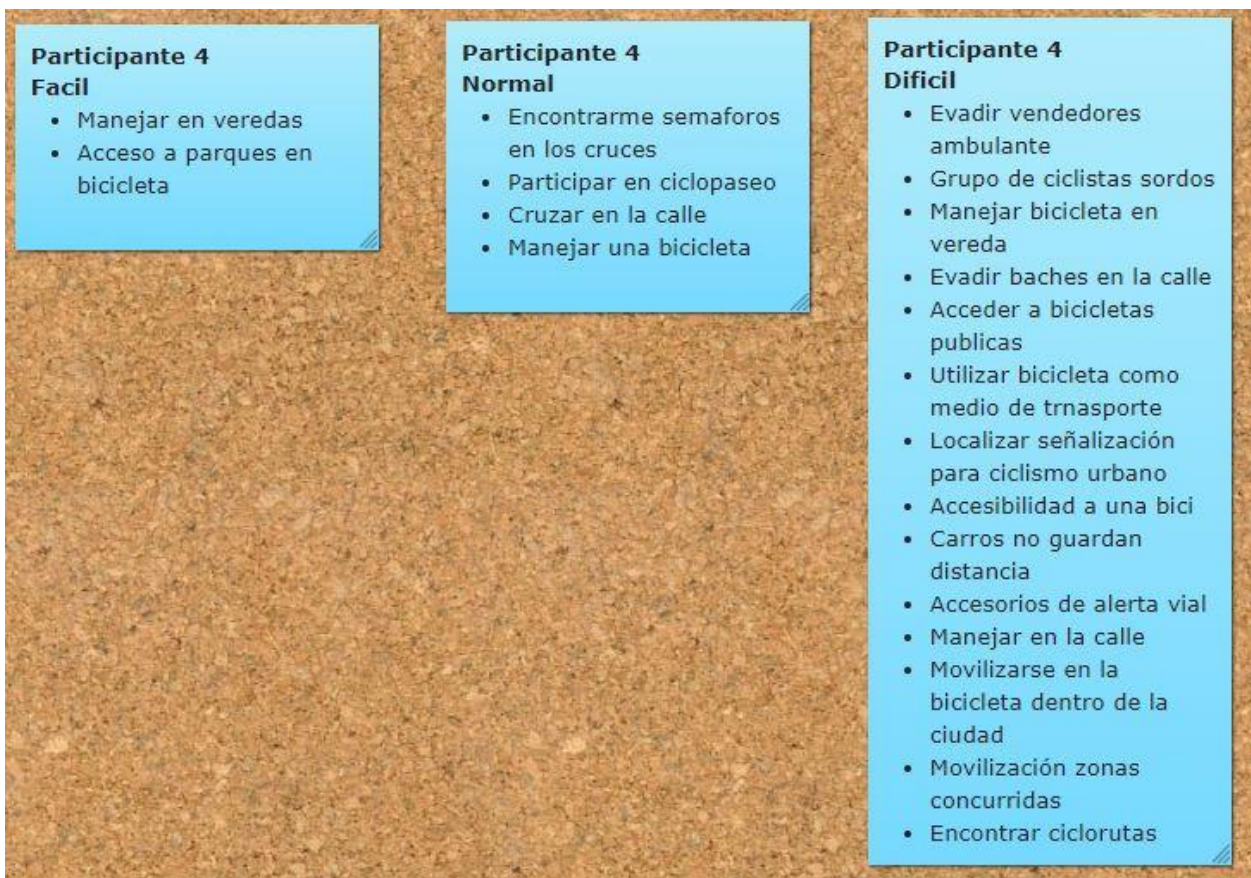 Participante 4
Facil
• Manejar en veredas
• Acceso a parques en
bicicleta
Participante 4
Normal
• Encontrarme semaforos
en los cruces
• Participar en ciclopaseo
• Cruzar en la calle
• Manejar una bicicleta
Participante 4
Dificil
• Evadir vendedores
ambulante
• Grupo de ciclistas sordos
• Manejar bicicleta en
vereda
• Evadir baches en la calle
• Acceder a bicicletas
publicas
• Utilizar bicicleta como
medio de trnasporte
• Localizar señalización
para ciclismo urbano
• Accesibilidad a una bici
• Carros no guardan
distancia
• Accesorios de alerta vial
• Manejar en la calle
• Movilizarse en la
bicicleta dentro de la
ciudad
• Movilización zonas
concurridas
• Encontrar ciclorutas